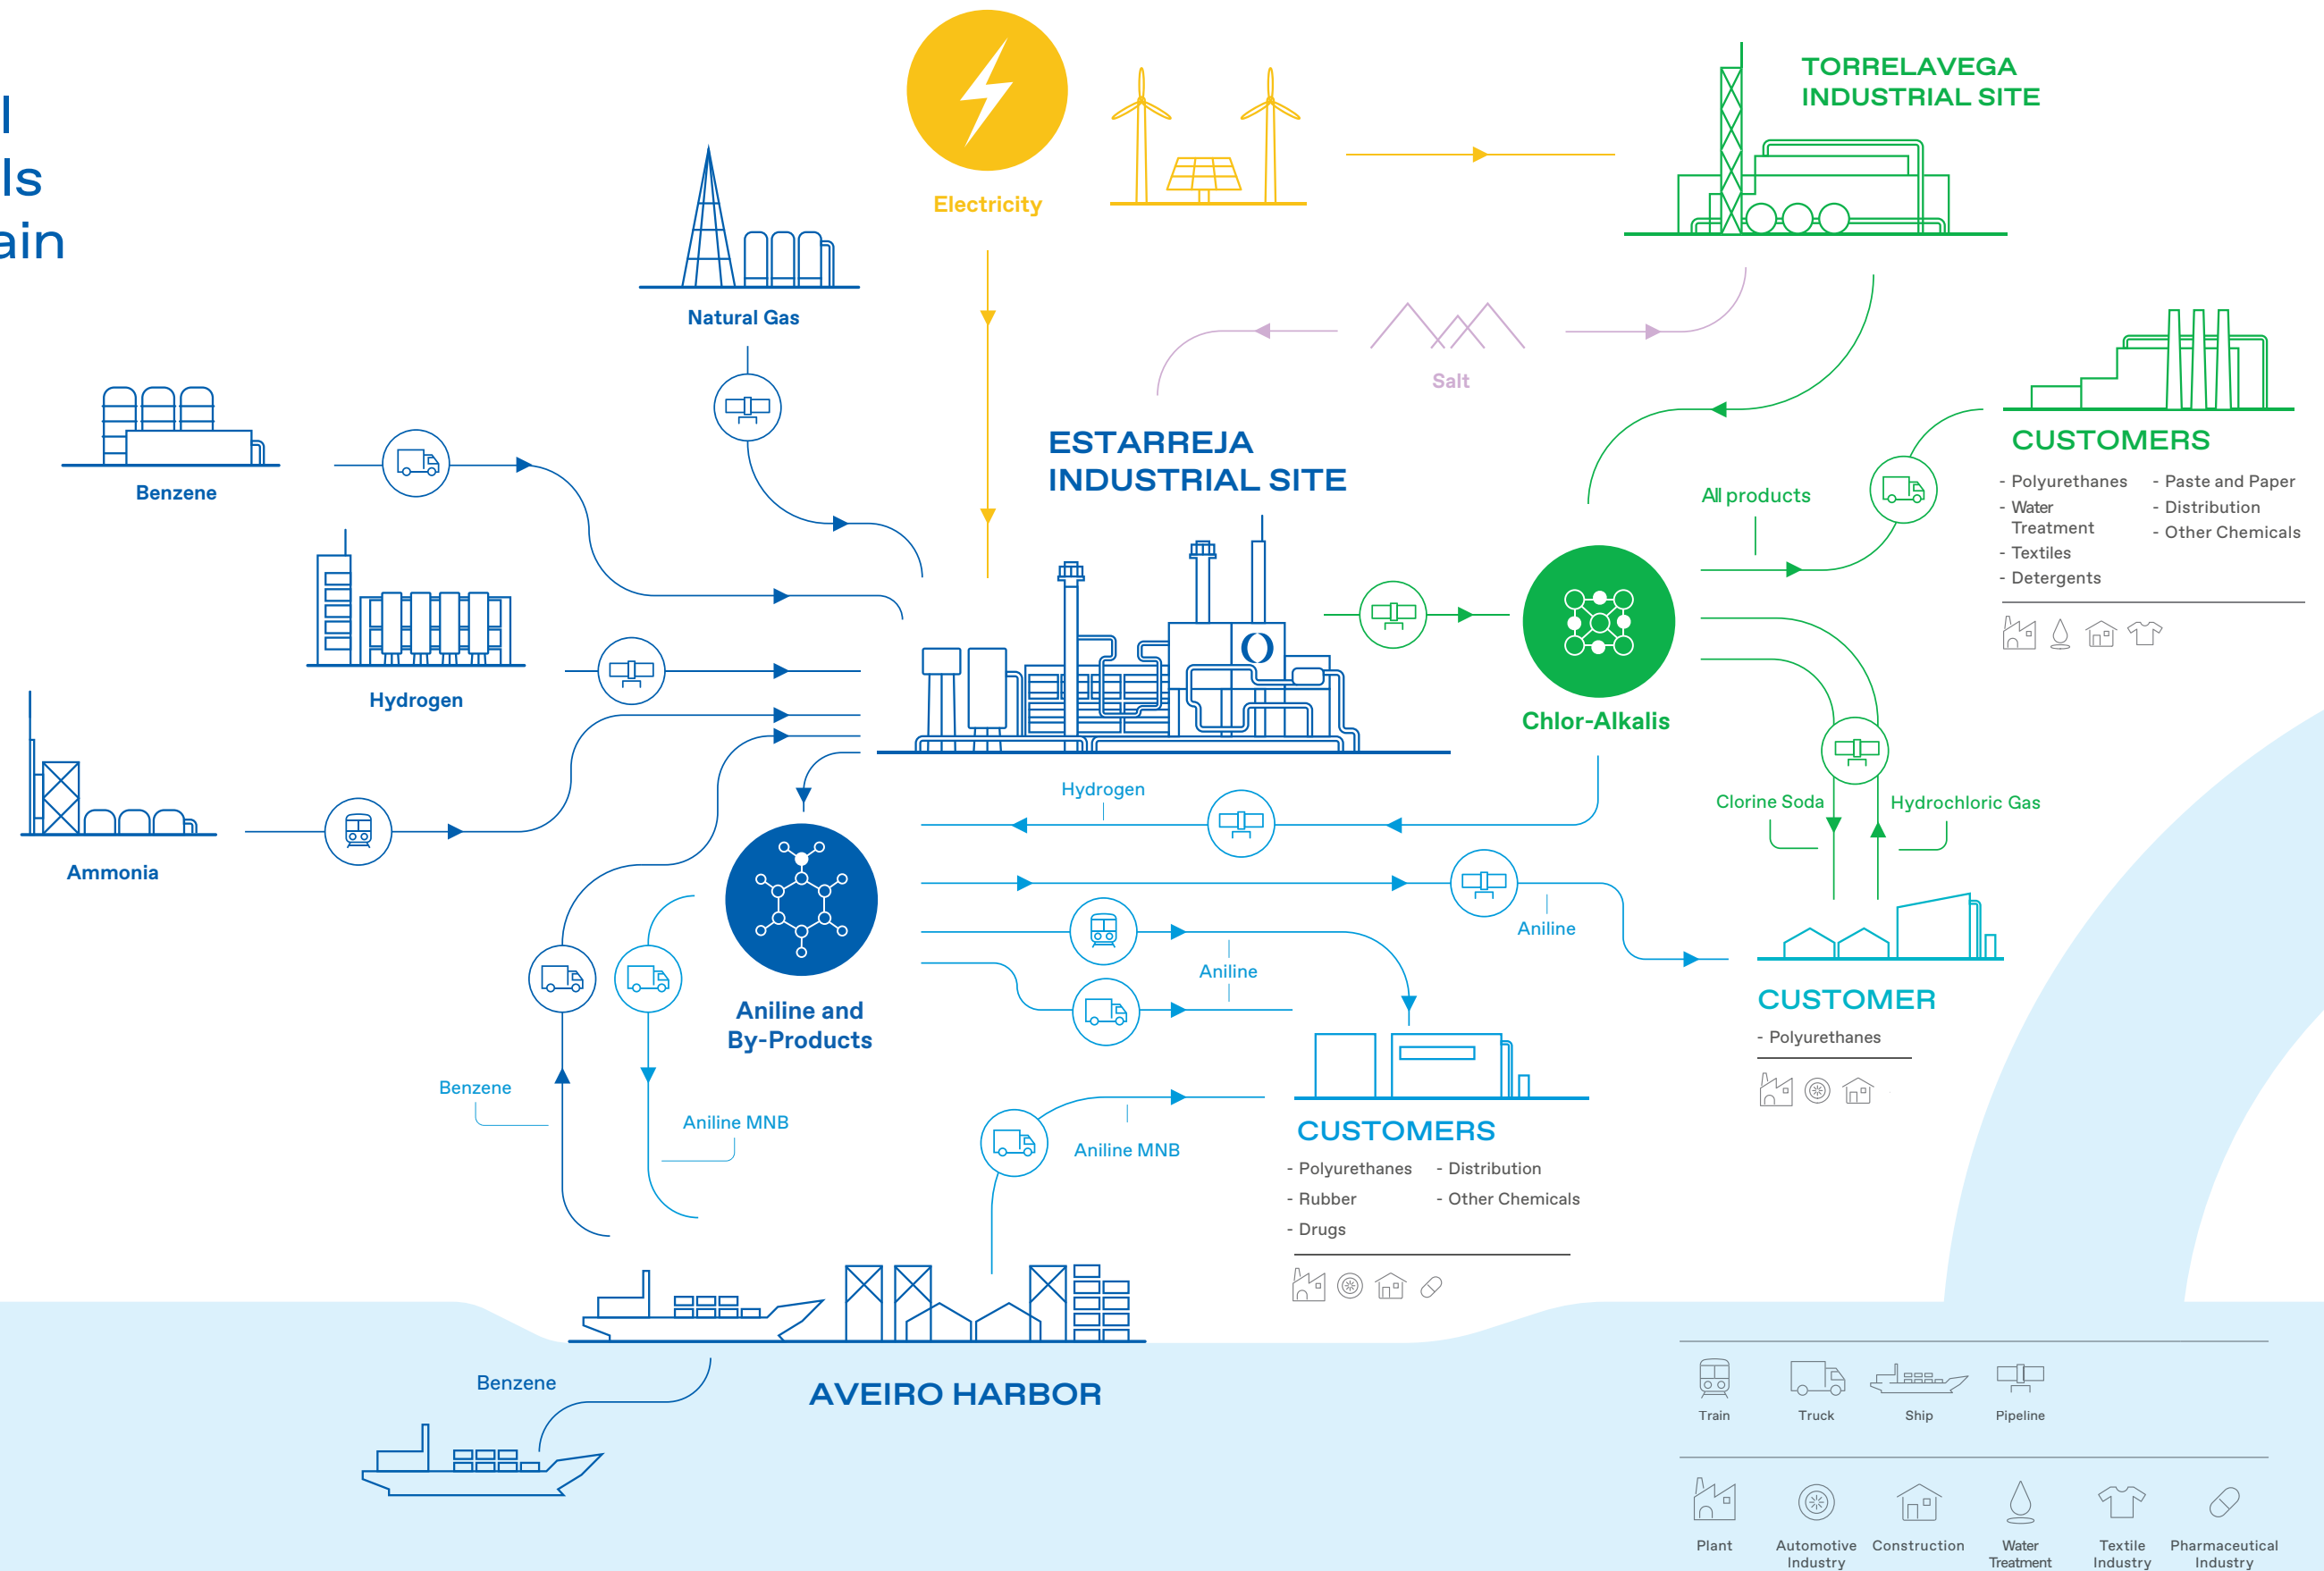 l
ls
ain
Electricity
TORRELAVEGA
INDUSTRIAL SITE
Natural Gas
Salt
Benzene
ESTARREJA
INDUSTRIAL SITE
CUSTOMERS
- Polyurethanes
- Water
Treatment
- Textiles
- Detergents
- Paste and Paper
- Distribution
- Other Chemicals
All products
Hydrogen
Chlor-Alkalis
Ammonia
Hydrogen
Clorine Soda
Hydrochloric Gas
Aniline
Aniline
Aniline and
By-Products
CUSTOMER
- Polyurethanes
Benzene
Aniline MNB
Aniline MNB
CUSTOMERS
- Polyurethanes
- Rubber
- Drugs
- Distribution
- Other Chemicals
Benzene
AVEIRO HARBOR
Train
Truck
Ship
Pipeline
Plant
Automotive
Industry
Construction
Water
Treatment
Textile
Industry
Pharmaceutical
Industry